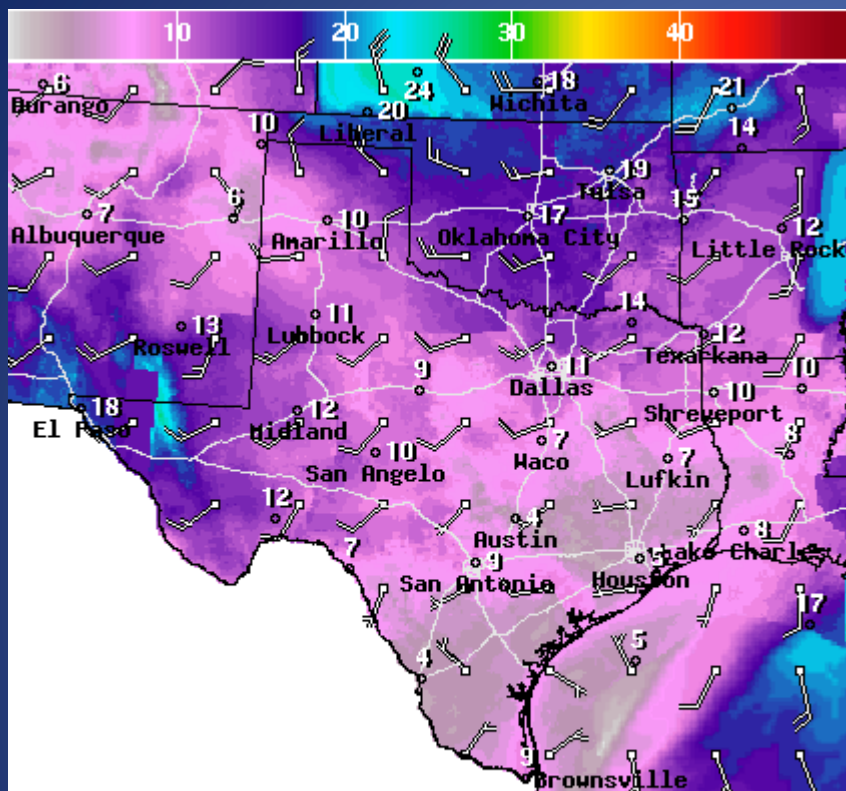 10 20 30 40
6 24 18 21
Durango Wichita
20
Liberal
10 14
19
Tulsa
6 7 10 17 15 12
Albuquerque Amarillo Oklahoma City Little Rock
13 11 14 12
Roswell Lubbock Texarkana
9 11 10 10
Dallas
18 12 Shreveport
El Paso Midland
10 7 7 8
San Angelo Waco Lufkin
12 4 8
Austin
7 9 5 Lake Charles
San Antonio Houston
17
4 5
9
Brownsville